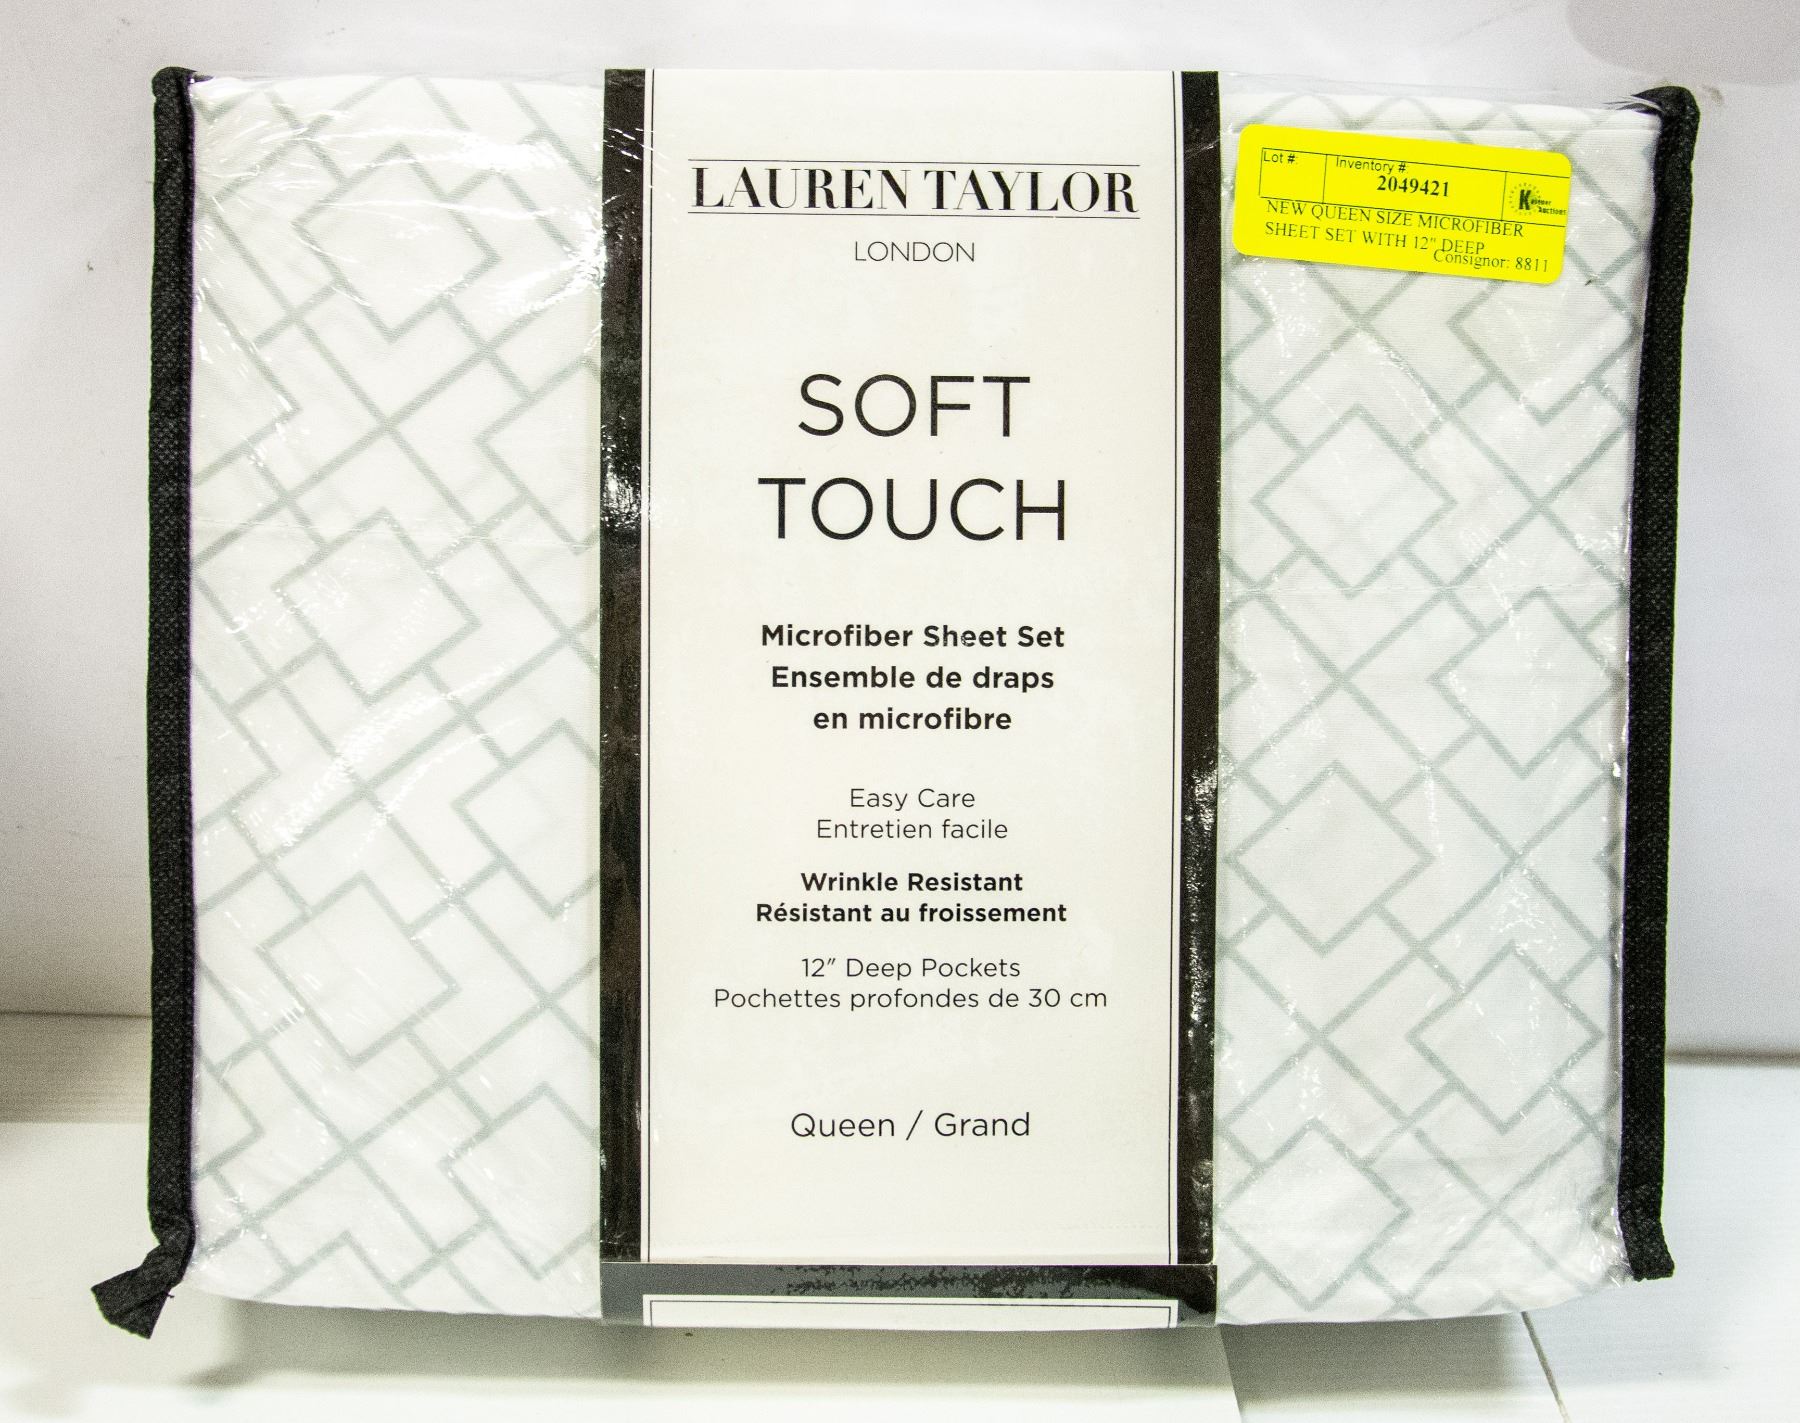 LAUREN TAYLOR
LONDON
SOFT
TOUCH
Microfiber Sheet Set
Ensemble de draps
en microfibre
Easy Care
Entretien facile
Wrinkle Resistant
Résistant au froissement
12" Deep Pockets
Pochettes profondes de 30 cm
Queen / Grand
Lot #:
Inventory #:
2049421
Kastner
Auctions
NEW QUEEN SIZE MICROFIBER
SHEET SET WITH 12" DEEP
Consignor: 8811